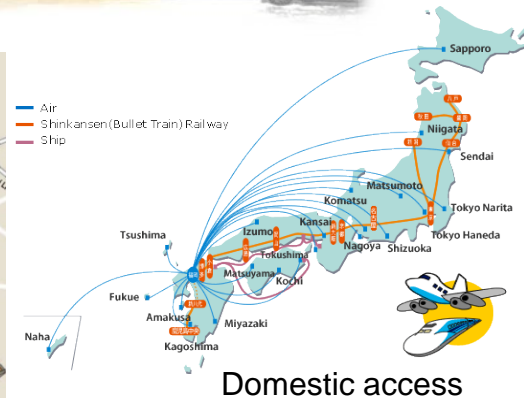 Air
Shinkansen(Bullet Train) Railway
Ship
Sapporo
Niigata
Sendai
Matsumoto
Komatsu
Tokyo Narita
Kansai
Izumo
Tokyo Haneda
Tsushima
Nagoya
Shizuoka
Tokushima
Matsuyama
Kochi
Fukue
Amakusa
Miyazaki
Naha
Kagoshima
Domestic access